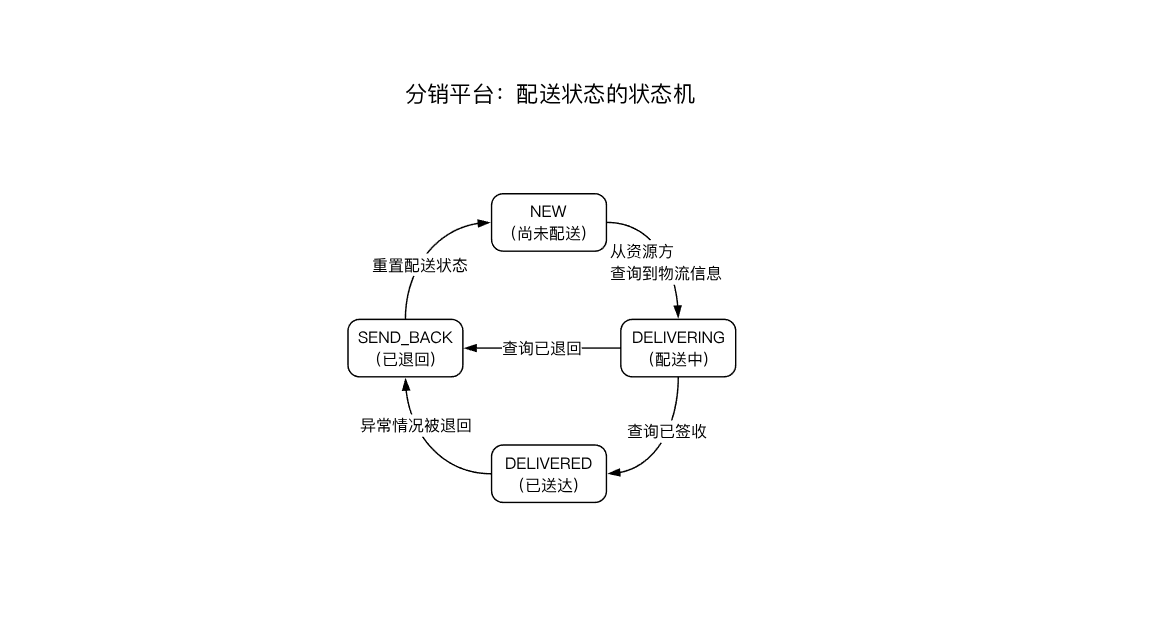 分销平台：配送状态的状态机
NEW
（尚未配送）
从资源方
查询到物流信息
重置配送状态
SEND_BACK
（已退回）
查询已退回
DELIVERING
（配送中）
异常情况被退回
查询已签收
DELIVERED
（已送达）